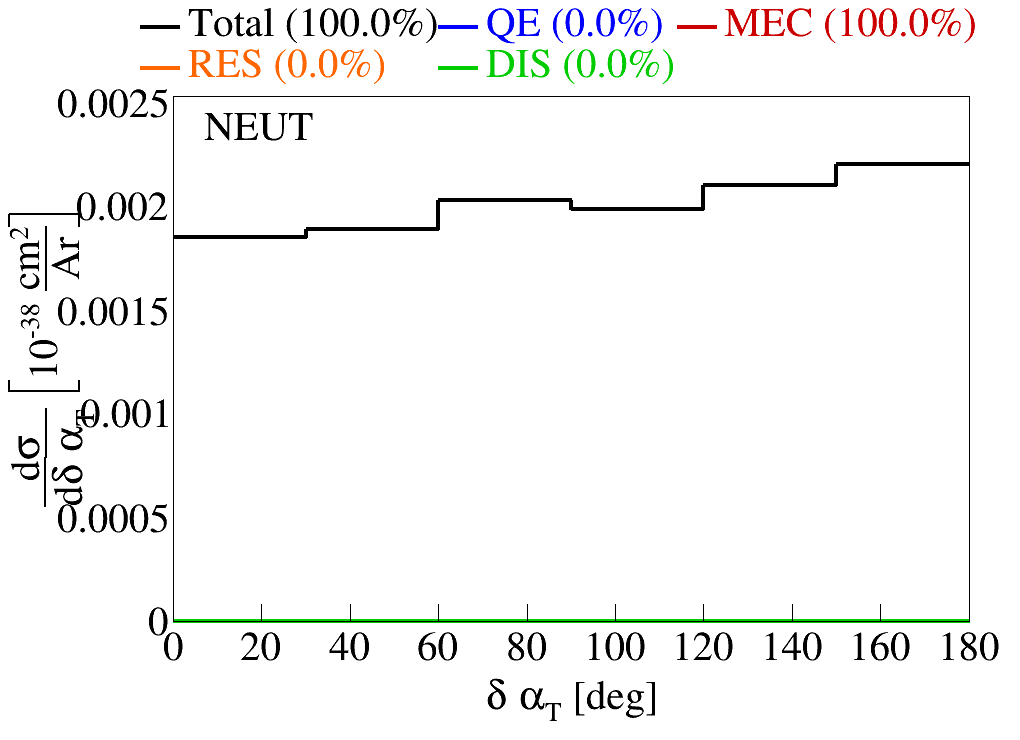 Total (100.0%) QE (0.0%) MEC (100.0%)
RES (0.0%) DIS (0.0%)
NEUT
0.0025
0.002
0.0015
0.001
0.0005
0
dσ/dδ α_T [10^-38 cm^2/Ar]
0 20 40 60 80 100 120 140 160 180
δ α_T [deg]